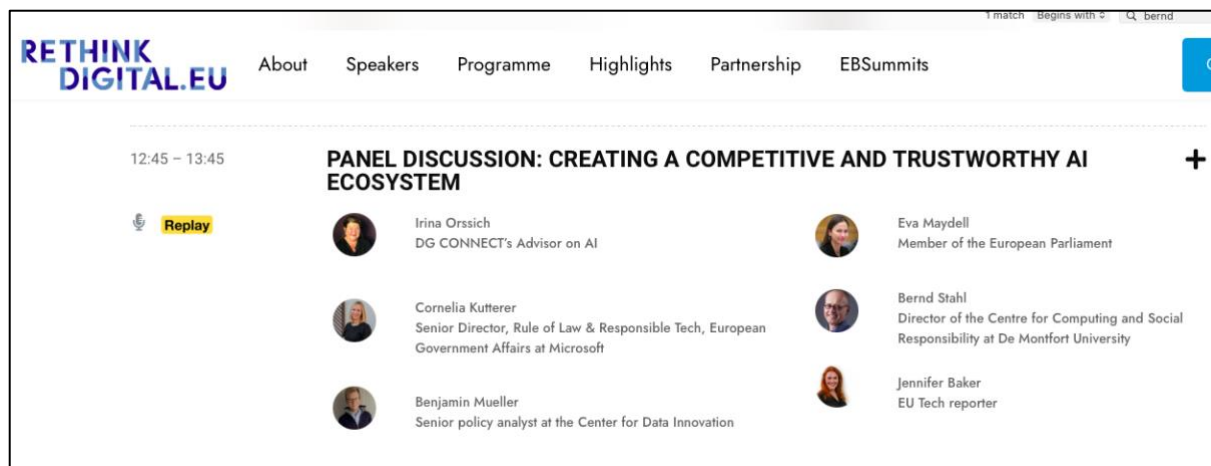 1 match Begins with bernd
RETHINK
DIGITAL.EU
About Speakers Programme Highlights Partnership EBSummits
12:45 – 13:45
PANEL DISCUSSION: CREATING A COMPETITIVE AND TRUSTWORTHY AI
ECOSYSTEM
Replay
Irina Orssich
DG CONNECT's Advisor on AI
Eva Maydell
Member of the European Parliament
Cornelia Kutterer
Senior Director, Rule of Law & Responsible Tech, European
Government Affairs at Microsoft
Bernd Stahl
Director of the Centre for Computing and Social
Responsibility at De Montfort University
Benjamin Mueller
Senior policy analyst at the Center for Data Innovation
Jennifer Baker
EU Tech reporter